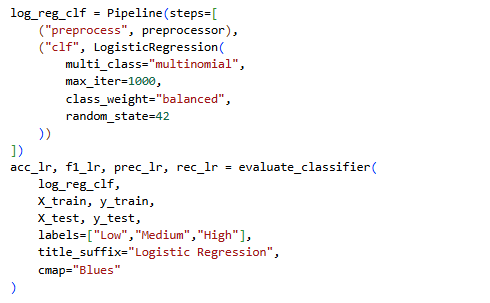 log_reg_clf = Pipeline(steps=[
    ("preprocess", preprocessor),
    ("clf", LogisticRegression(
        multi_class="multinomial",
        max_iter=1000,
        class_weight="balanced",
        random_state=42
    ))
])
acc_lr, f1_lr, prec_lr, rec_lr = evaluate_classifier(
    log_reg_clf,
    X_train, y_train,
    X_test, y_test,
    labels=["Low","Medium","High"],
    title_suffix="Logistic Regression",
    cmap="Blues"
)